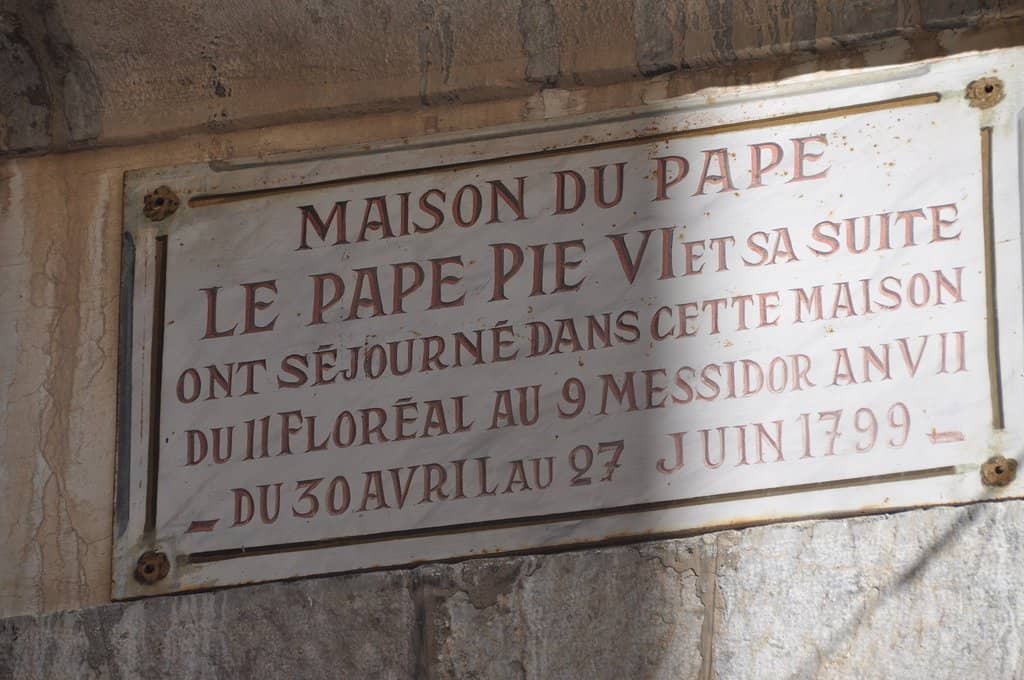 MAISON DU PAPE
LE PAPE PIE VI ET SA SUITE
ONT SÉJOURNÉ DANS CETTE MAISON
DU 11 FLORÉAL AU 9 MESSIDOR AN VII
- DU 30 AVRIL AU 27 JUIN 1799 -